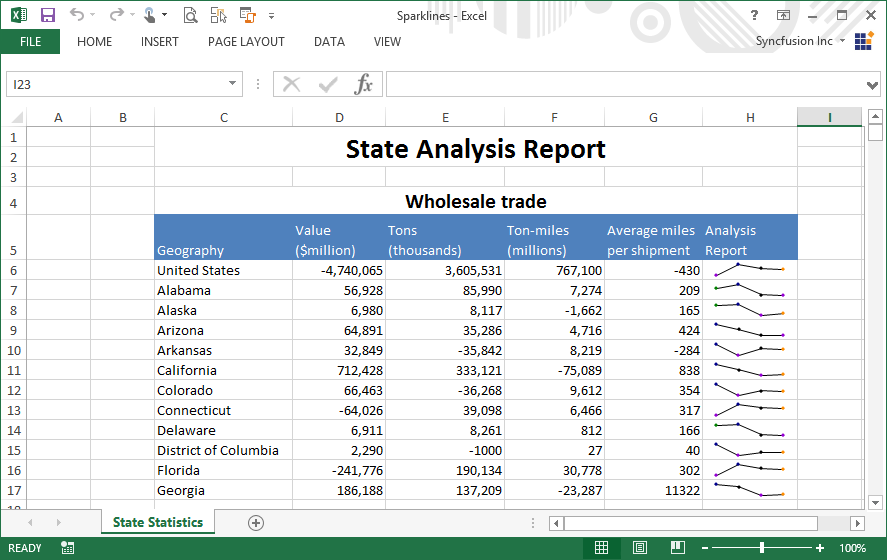 Sparklines - Excel
?
FILE HOME INSERT PAGE LAYOUT DATA VIEW Syncfusion Inc
I23 fx
A B C D E F G H I
1
2 State Analysis Report
3
4 Wholesale trade
5 Geography Value ($million) Tons (thousands) Ton-miles (millions) Average miles per shipment Analysis Report
6 United States -4,740,065 3,605,531 767,100 -430
7 Alabama 56,928 85,990 7,274 209
8 Alaska 6,980 8,117 -1,662 165
9 Arizona 64,891 35,286 4,716 424
10 Arkansas 32,849 -35,842 8,219 -284
11 California 712,428 333,121 -75,089 838
12 Colorado 66,463 -36,268 9,612 354
13 Connecticut -64,026 39,098 6,466 317
14 Delaware 6,911 8,261 812 166
15 District of Columbia 2,290 -1000 27 40
16 Florida -241,776 190,134 30,778 302
17 Georgia 186,188 137,209 -23,287 11322
State Statistics
READY 100%